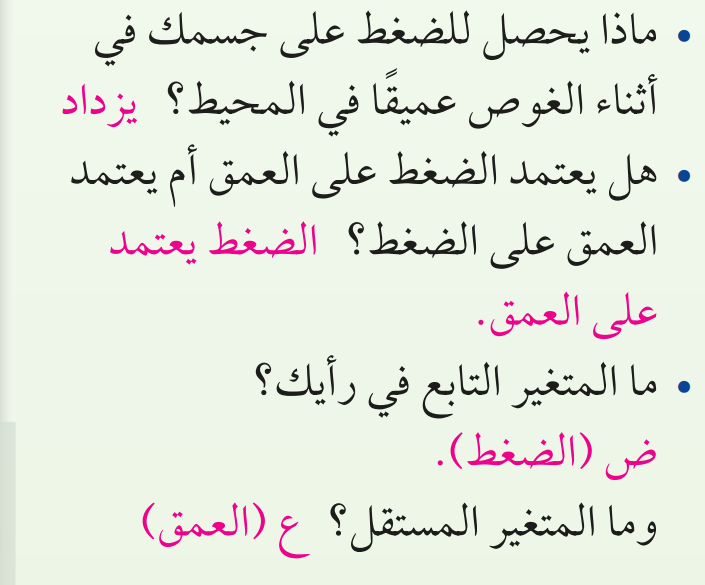 • ماذا يحصل للضغط على جسمك في
أثناء الغوص عميقًا في المحيط؟ يزداد
• هل يعتمد الضغط على العمق أم يعتمد
العمق على الضغط؟ الضغط يعتمد
على العمق.
• ما المتغير التابع في رأيك؟
ض (الضغط).
وما المتغير المستقل؟ ع (العمق)